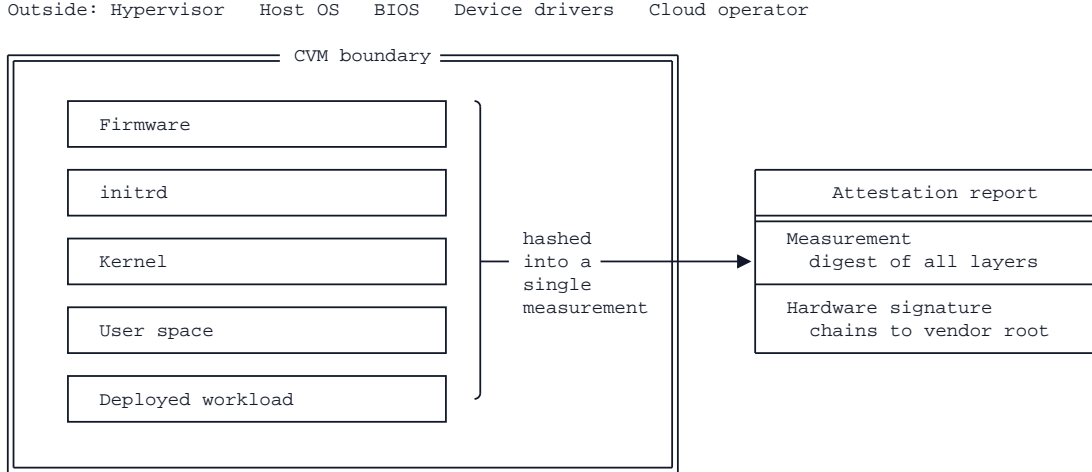 Outside: Hypervisor Host OS BIOS Device drivers Cloud operator
CVM boundary
Firmware
initrd
Kernel
User space
Deployed workload
hashed
into a
single
measurement
Attestation report
Measurement
digest of all layers
Hardware signature
chains to vendor root